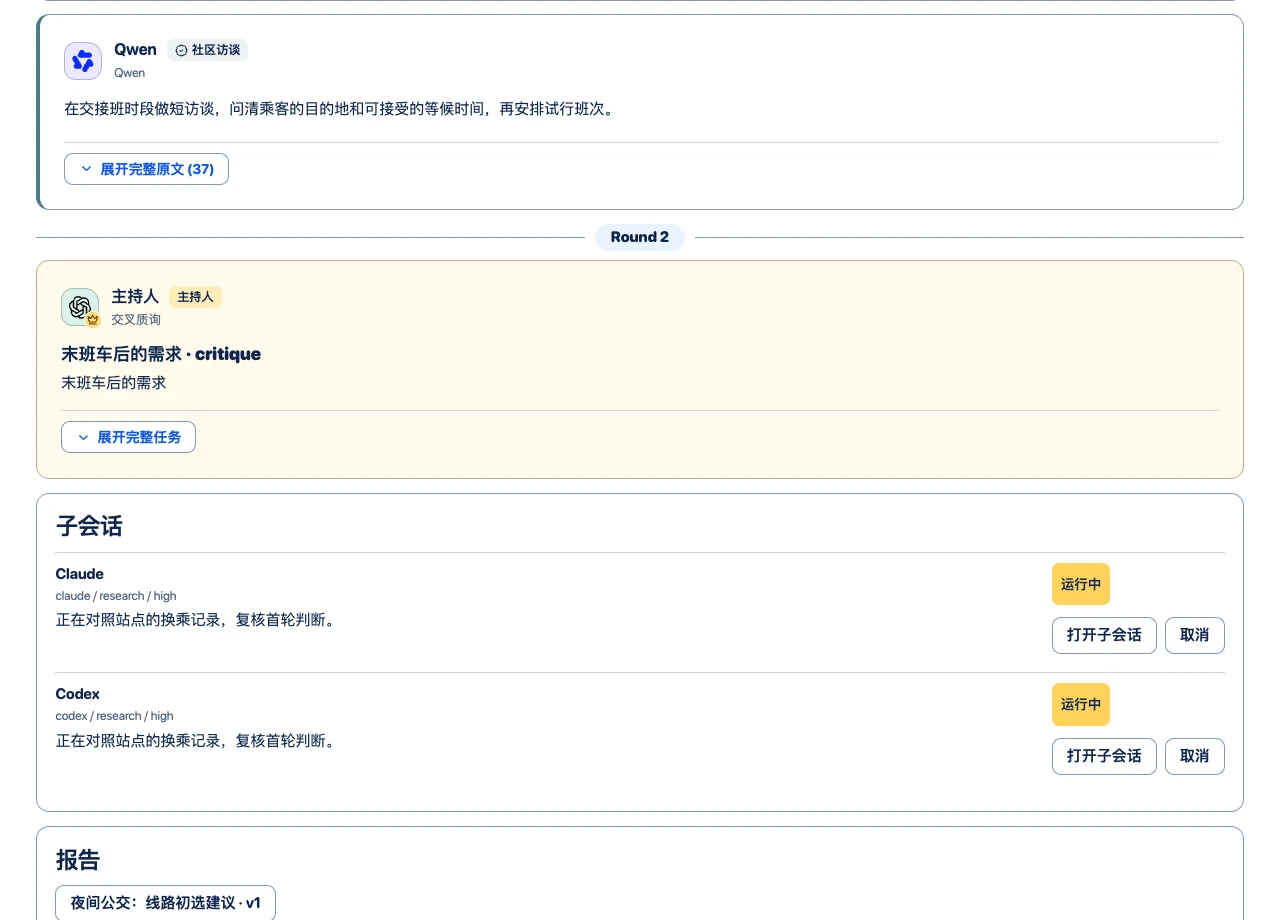 Qwen 社区访谈
Qwen
在交接班时段做短访谈，问清乘客的目的地和可接受的等候时间，再安排试行班次。
展开完整原文 (37)
Round 2
主持人 主持人
交叉质询
末班车后的需求 · critique
末班车后的需求
展开完整任务
子会话
Claude
运行中
claude / research / high
正在对照站点的换乘记录，复核首轮判断。
打开子会话 取消
Codex
运行中
codex / research / high
正在对照站点的换乘记录，复核首轮判断。
打开子会话 取消
报告
夜间公交：线路初选建议 · v1